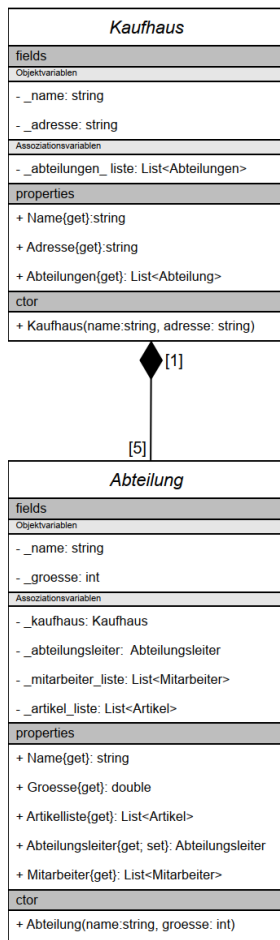 Kaufhaus
fields
Objektvariablen
- _name: string
- _adresse: string
Assoziationsvariablen
- _abteilungen_ liste: List<Abteilungen>
properties
+ Name{get}:string
+ Adresse{get}:string
+ Abteilungen{get}: List<Abteilung>
ctor
+ Kaufhaus(name:string, adresse: string)
[1]
[5]
Abteilung
fields
Objektvariablen
- _name: string
- _groesse: int
Assoziationsvariablen
- _kaufhaus: Kaufhaus
- _abteilungsleiter:  Abteilungsleiter
- _mitarbeiter_liste: List<Mitarbeiter>
- _artikel_liste: List<Artikel>
properties
+ Name{get}: string
+ Groesse{get}: double
+ Artikelliste{get}: List<Artikel>
+ Abteilungsleiter{get; set}: Abteilungsleiter
+ Mitarbeiter{get}: List<Mitarbeiter>
ctor
+ Abteilung(name:string, groesse: int)